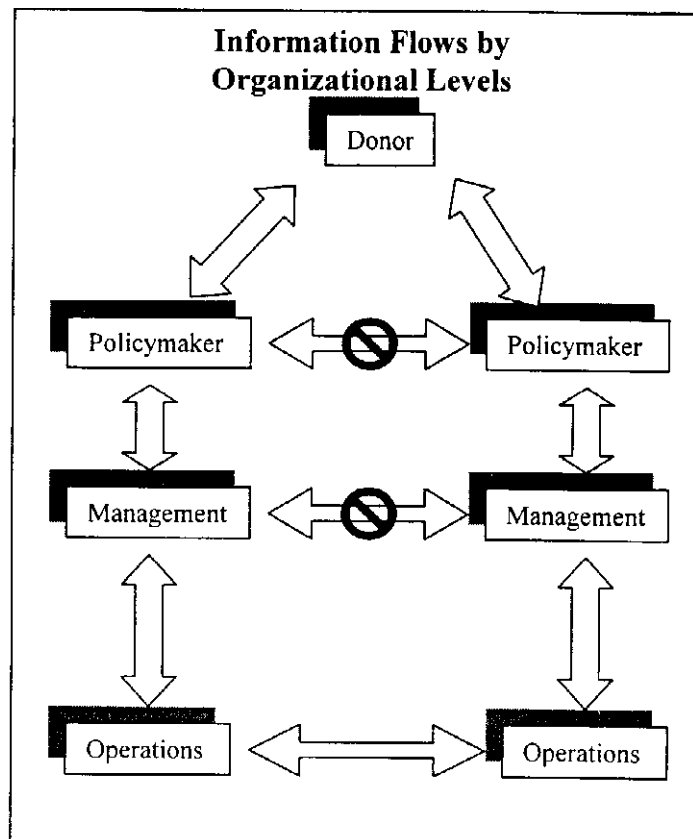 Information Flows by
Organizational Levels
Donor
Policymaker
Policymaker
Management
Management
Operations
Operations